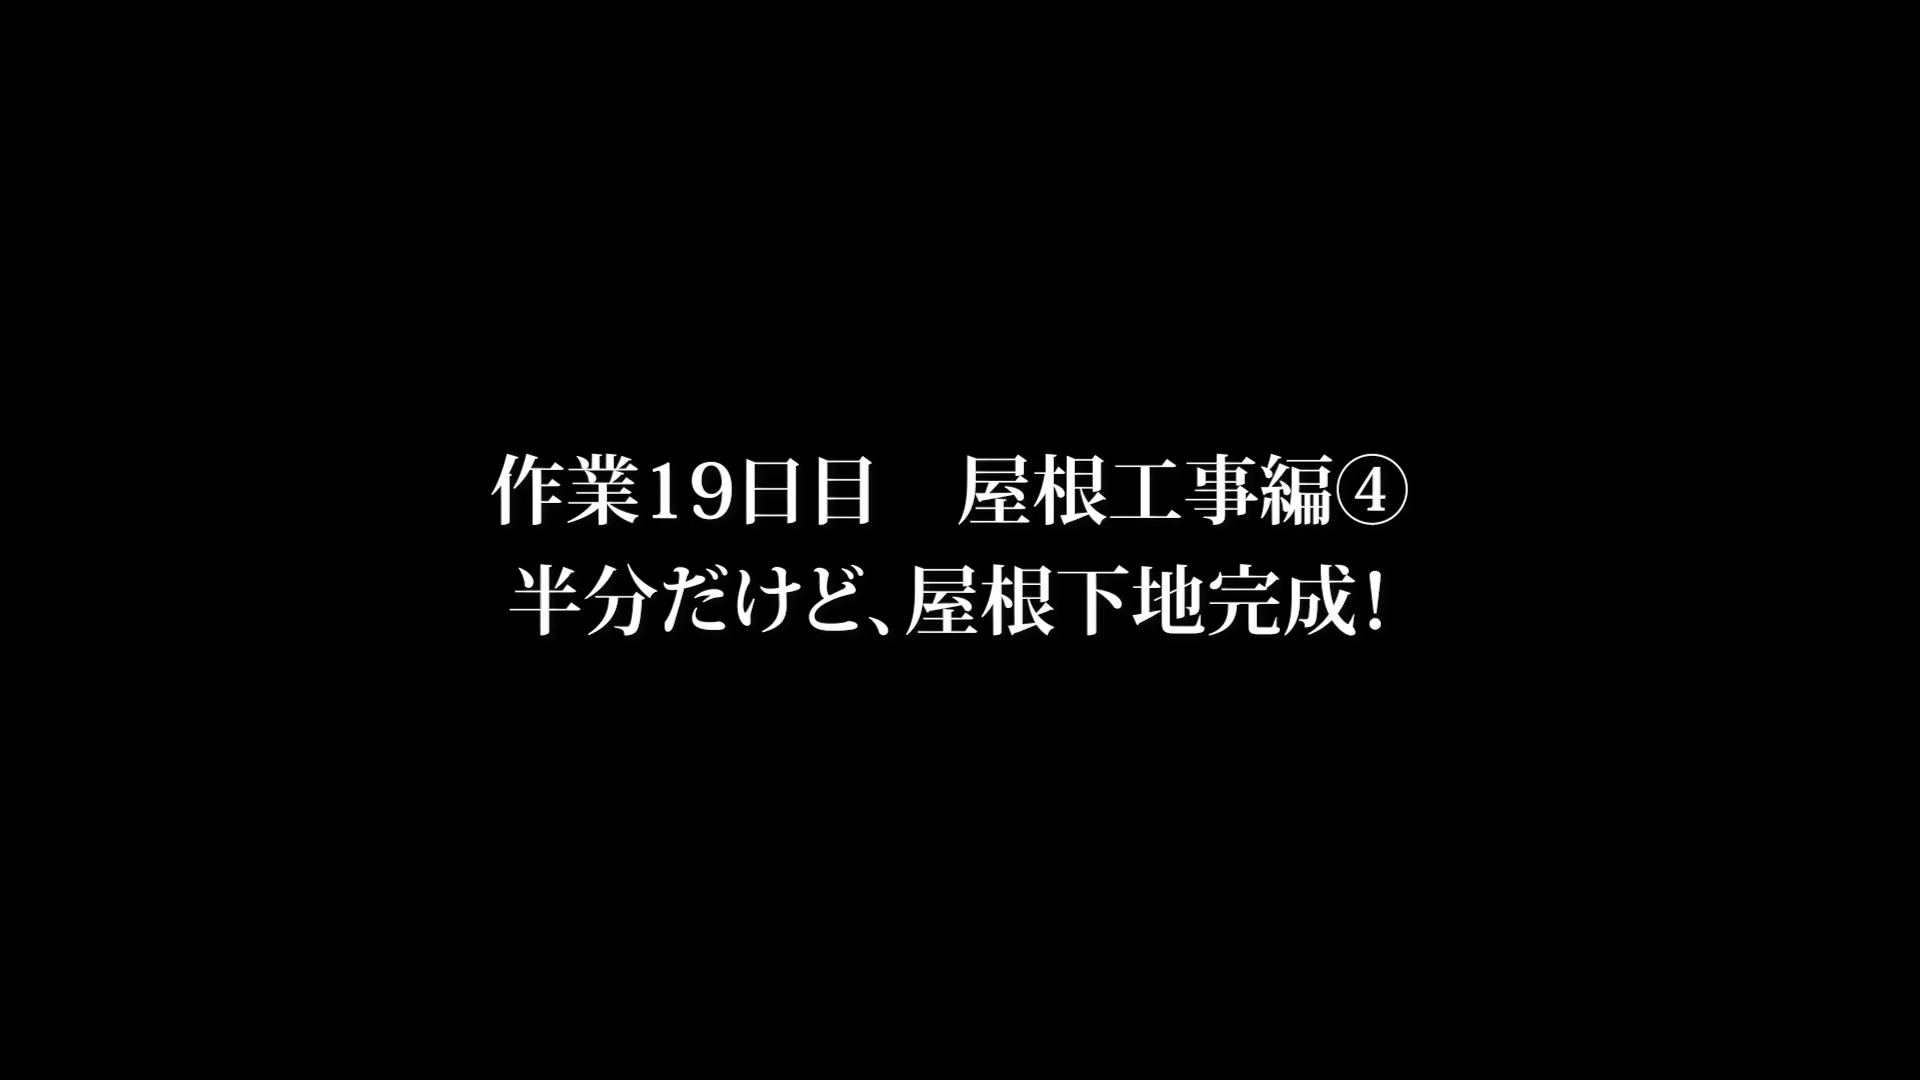 作業19日目　屋根工事編④
半分だけど、屋根下地完成！